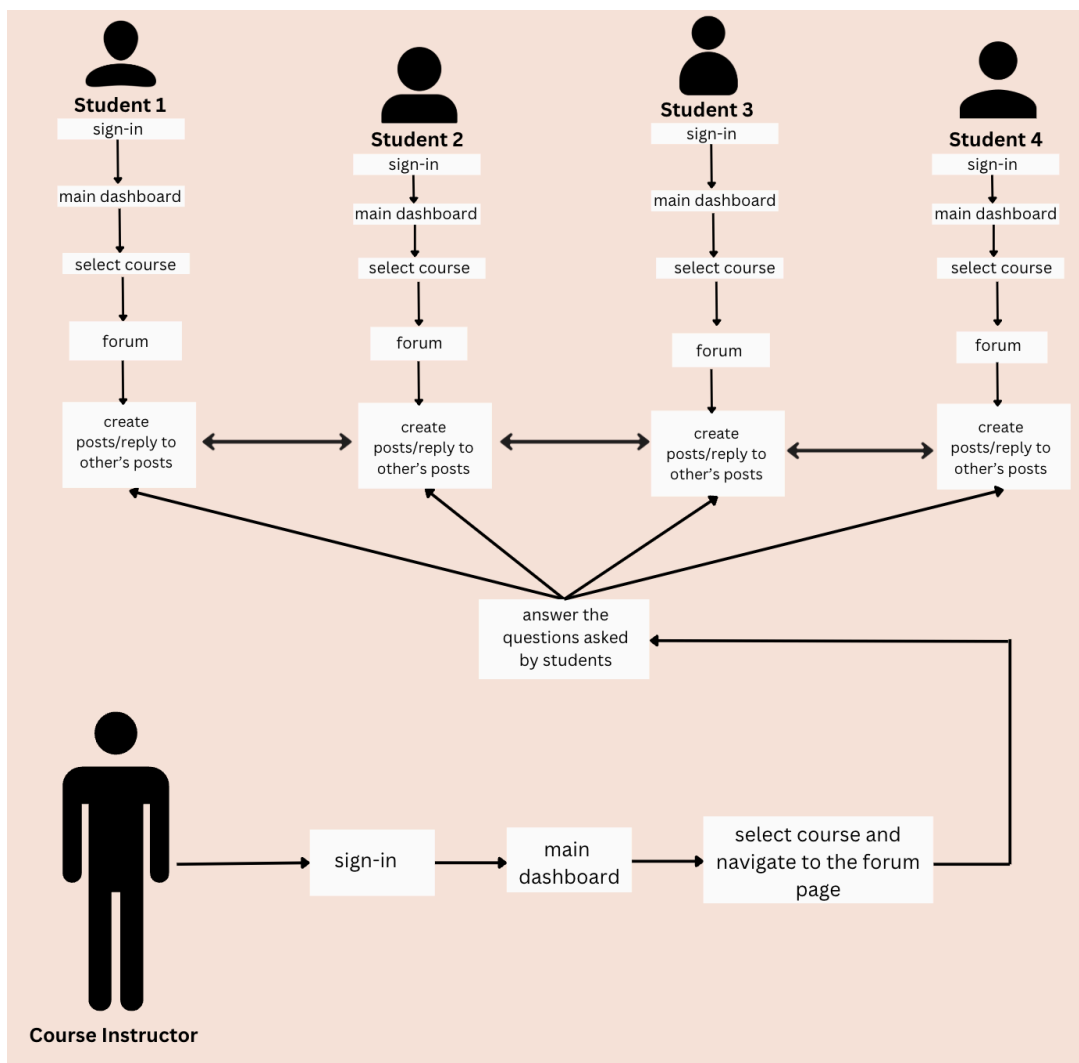 Student 1
sign-in
main dashboard
select course
forum
create
posts/reply to
other's posts
Student 2
sign-in
main dashboard
select course
forum
create
posts/reply to
other's posts
Student 3
sign-in
main dashboard
select course
forum
create
posts/reply to
other's posts
Student 4
sign-in
main dashboard
select course
forum
create
posts/reply to
other's posts
answer the
questions asked
by students
Course Instructor
sign-in
main
dashboard
select course and
navigate to the forum
page